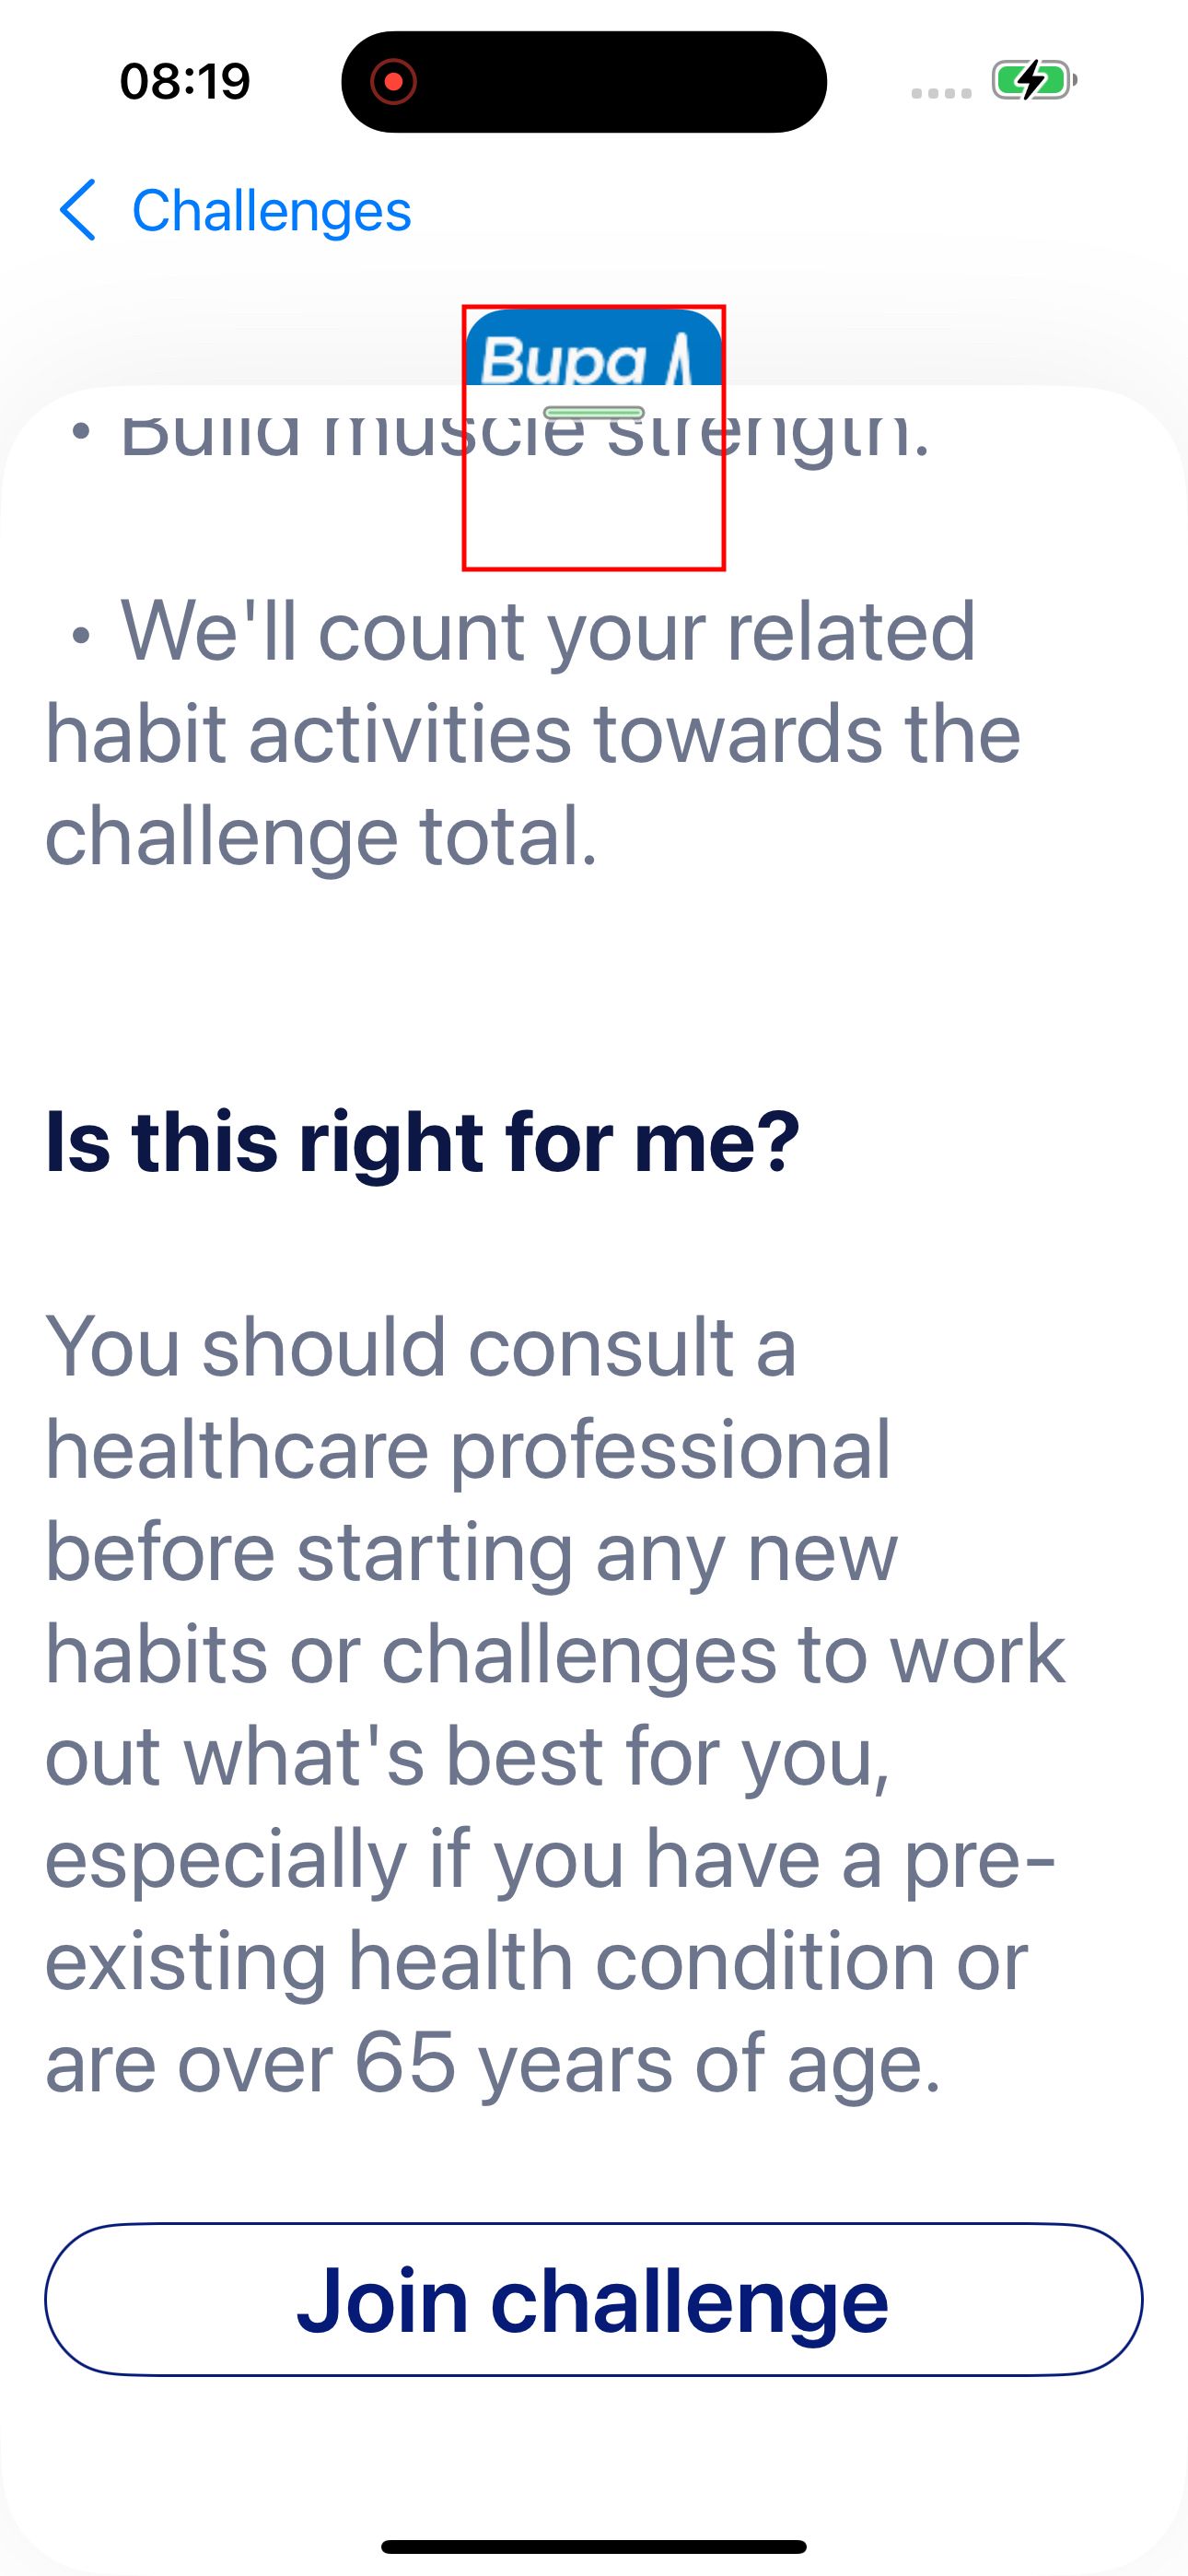 08:19
Challenges
Bupa
• Build muscle strength.
• We'll count your related
habit activities towards the
challenge total.
Is this right for me?
You should consult a
healthcare professional
before starting any new
habits or challenges to work
out what's best for you,
especially if you have a pre-
existing health condition or
are over 65 years of age.
Join challenge